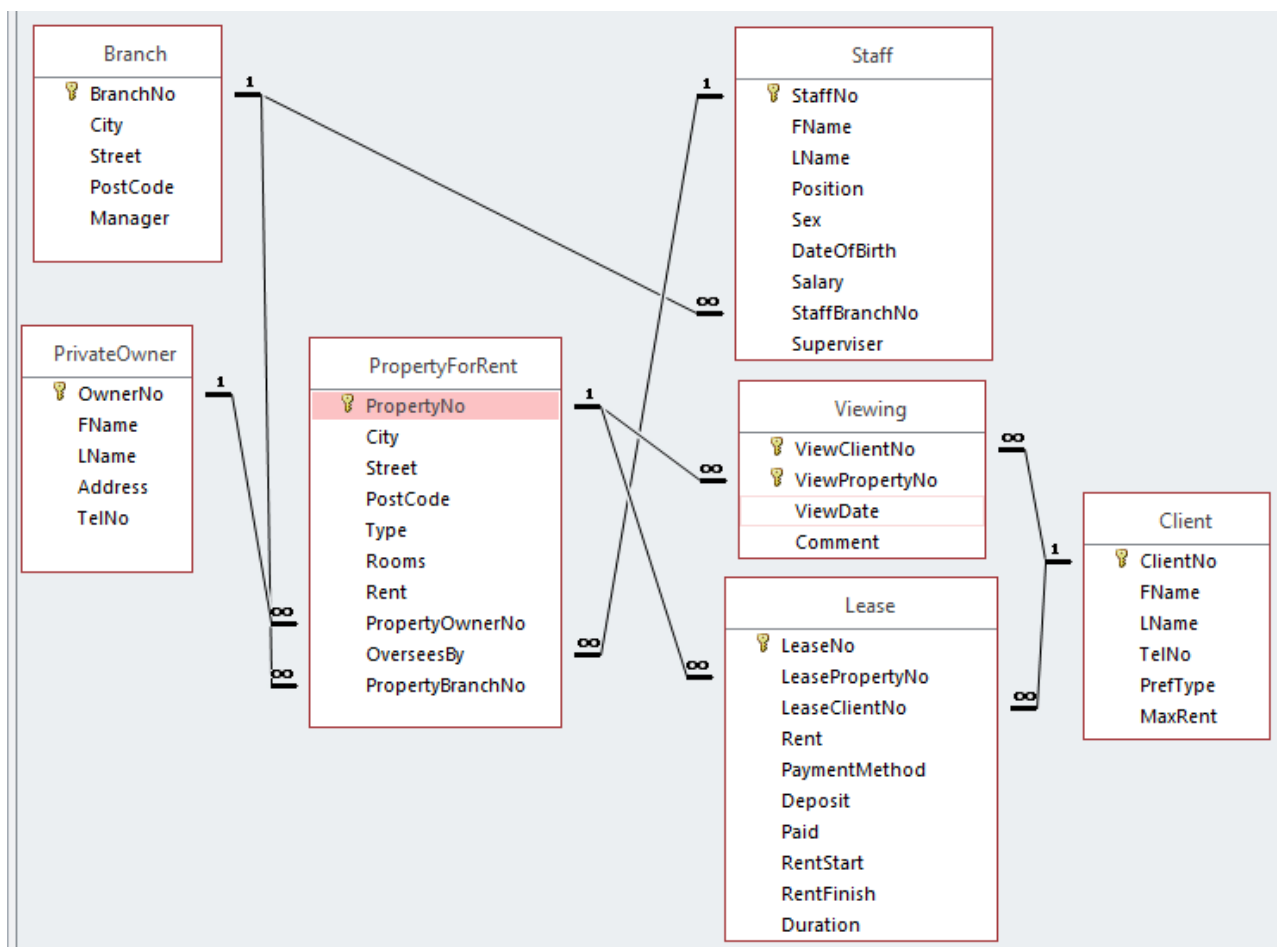 Branch
BranchNo
City
Street
PostCode
Manager
1
Staff
StaffNo
FName
LName
Position
Sex
DateOfBirth
Salary
StaffBranchNo
Superviser
1
∞
PrivateOwner
OwnerNo
FName
LName
Address
TelNo
1
PropertyForRent
PropertyNo
City
Street
PostCode
Type
Rooms
Rent
PropertyOwnerNo
OverseesBy
PropertyBranchNo
∞
∞
1
∞
Viewing
ViewClientNo
ViewPropertyNo
ViewDate
Comment
∞
∞
Lease
LeaseNo
LeasePropertyNo
LeaseClientNo
Rent
PaymentMethod
Deposit
Paid
RentStart
RentFinish
Duration
∞
∞
Client
ClientNo
FName
LName
TelNo
PrefType
MaxRent
1